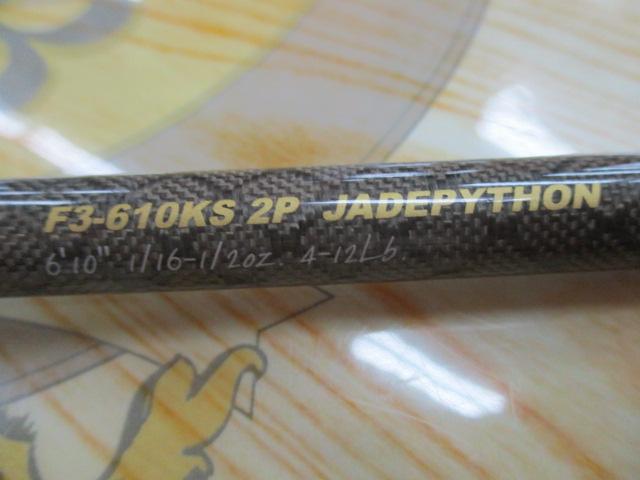 F3-610KS 2P JADEPYTHON
6'10" 1/16-1/2oz. 4-12Lb.